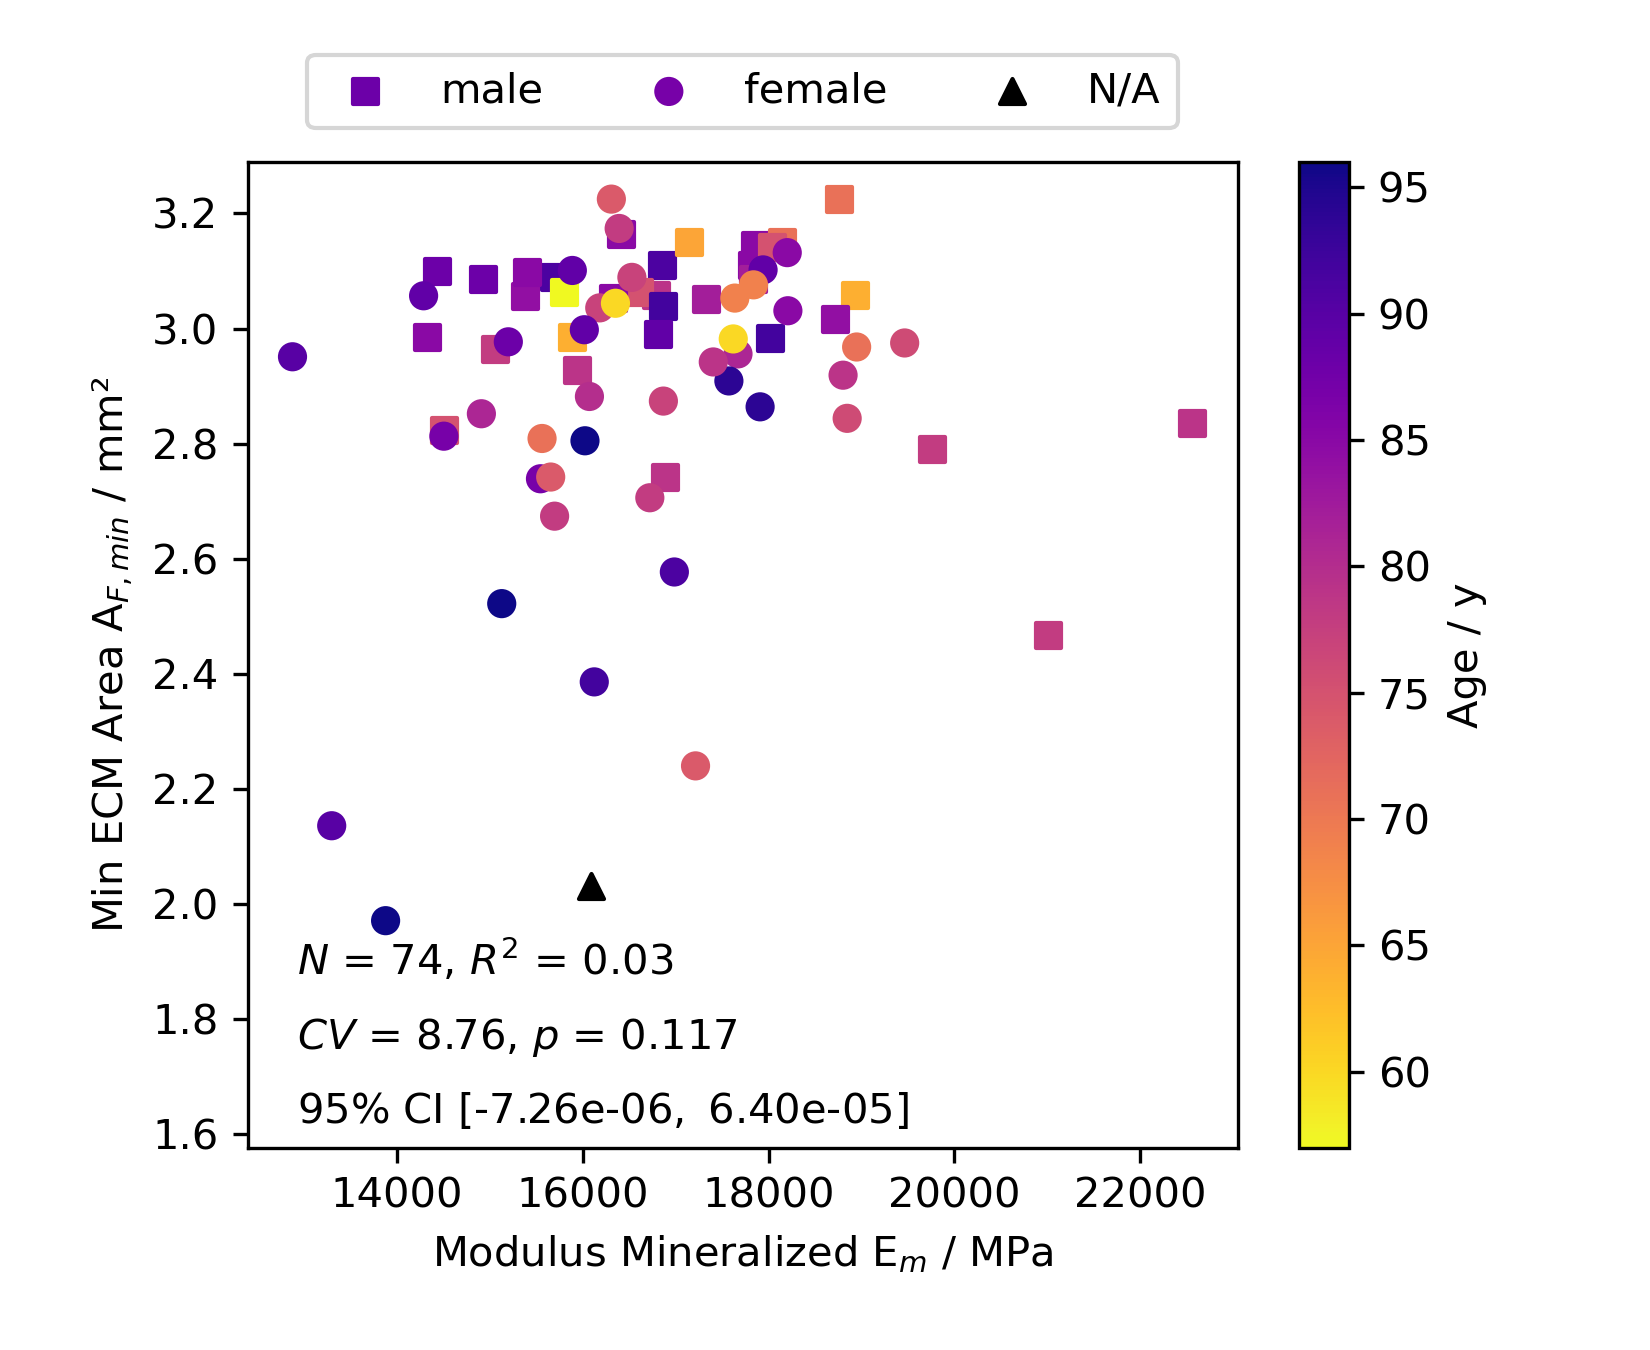 male female N/A
3.2
3.0
2.8
2.6
2.4
2.2
2.0
1.8
1.6
Min ECM Area A_{F, min} / mm²
N = 74, R² = 0.03
CV = 8.76, p = 0.117
95% CI [-7.26e-06, 6.40e-05]
14000 16000 18000 20000 22000
Modulus Mineralized E_m / MPa
95
90
85
80
75
70
65
60
Age / y